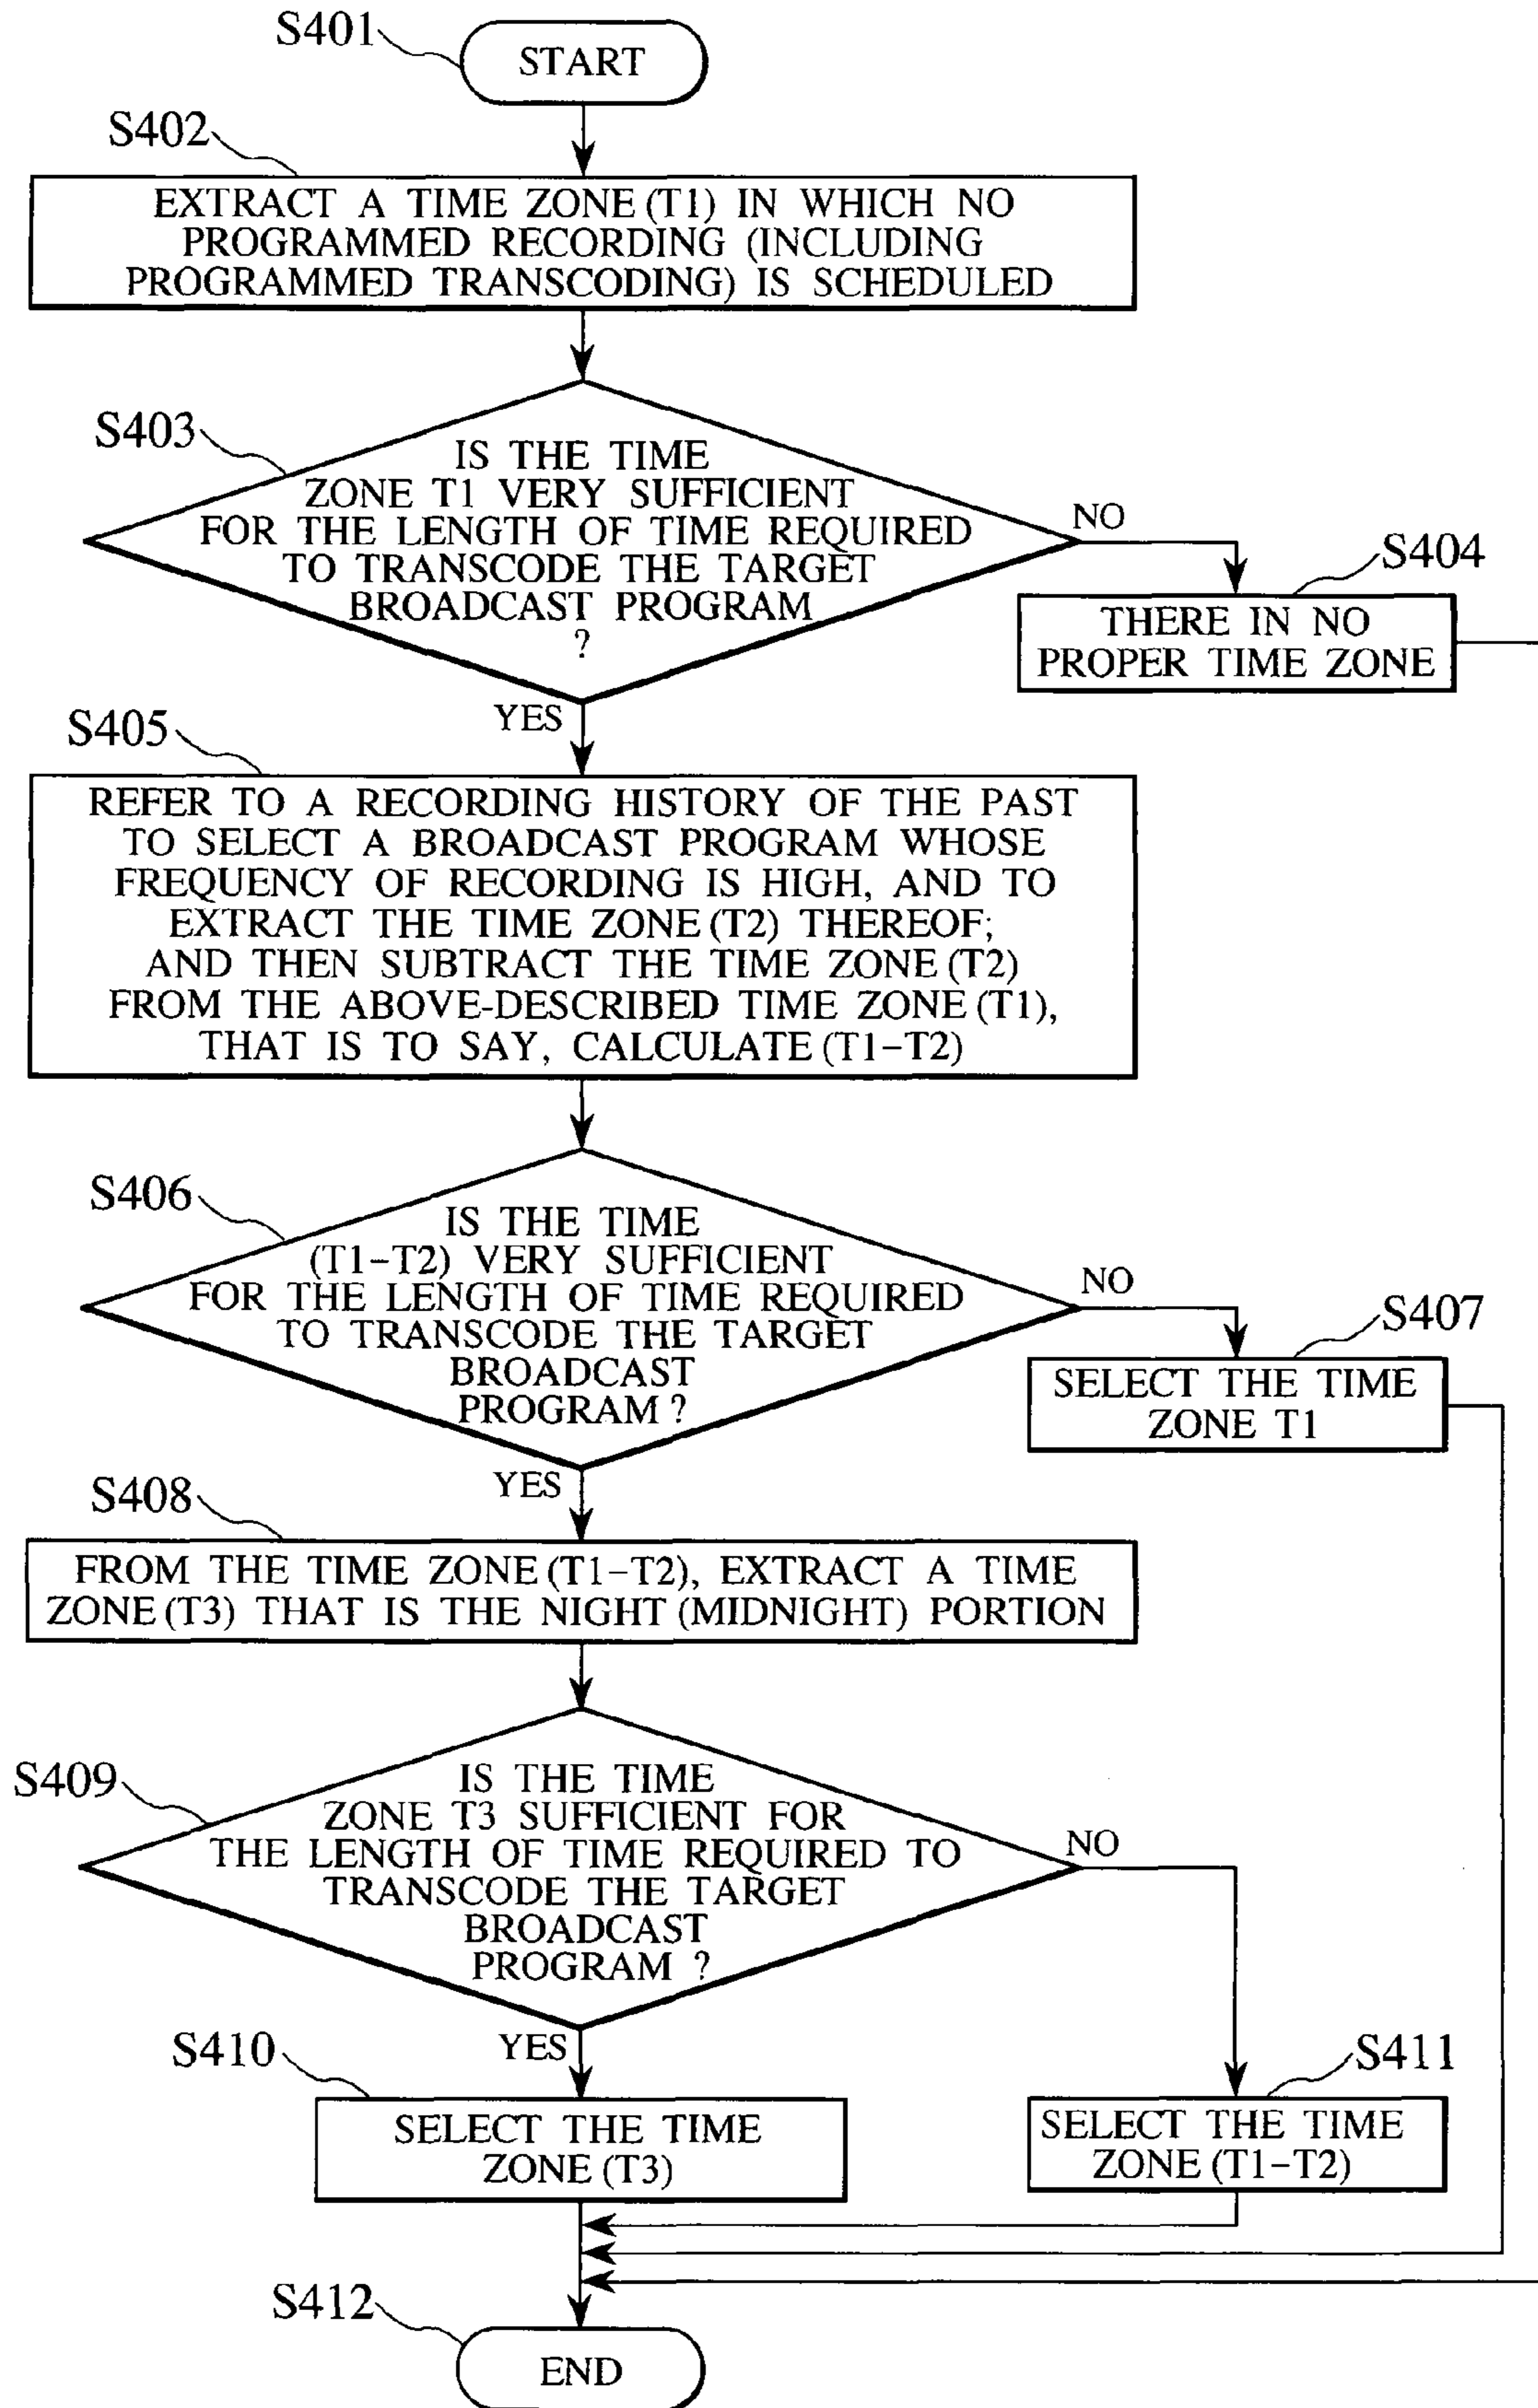 S401
START
S402
EXTRACT A TIME ZONE (T1) IN WHICH NO
PROGRAMMED RECORDING (INCLUDING
PROGRAMMED TRANSCODING) IS SCHEDULED
S403
IS THE TIME
ZONE T1 VERY SUFFICIENT
FOR THE LENGTH OF TIME REQUIRED
TO TRANSCODE THE TARGET
BROADCAST PROGRAM
?
NO
S404
THERE IN NO
PROPER TIME ZONE
YES
S405
REFER TO A RECORDING HISTORY OF THE PAST
TO SELECT A BROADCAST PROGRAM WHOSE
FREQUENCY OF RECORDING IS HIGH, AND TO
EXTRACT THE TIME ZONE (T2) THEREOF;
AND THEN SUBTRACT THE TIME ZONE (T2)
FROM THE ABOVE-DESCRIBED TIME ZONE (T1),
THAT IS TO SAY, CALCULATE (T1-T2)
S406
IS THE TIME
(T1-T2) VERY SUFFICIENT
FOR THE LENGTH OF TIME REQUIRED
TO TRANSCODE THE TARGET
BROADCAST
PROGRAM ?
NO
S407
SELECT THE TIME
ZONE T1
YES
S408
FROM THE TIME ZONE (T1-T2), EXTRACT A TIME
ZONE (T3) THAT IS THE NIGHT (MIDNIGHT) PORTION
S409
IS THE TIME
ZONE T3 SUFFICIENT FOR
THE LENGTH OF TIME REQUIRED TO
TRANSCODE THE TARGET
BROADCAST
PROGRAM ?
NO
YES
S410
SELECT THE TIME
ZONE (T3)
S411
SELECT THE TIME
ZONE (T1-T2)
S412
END